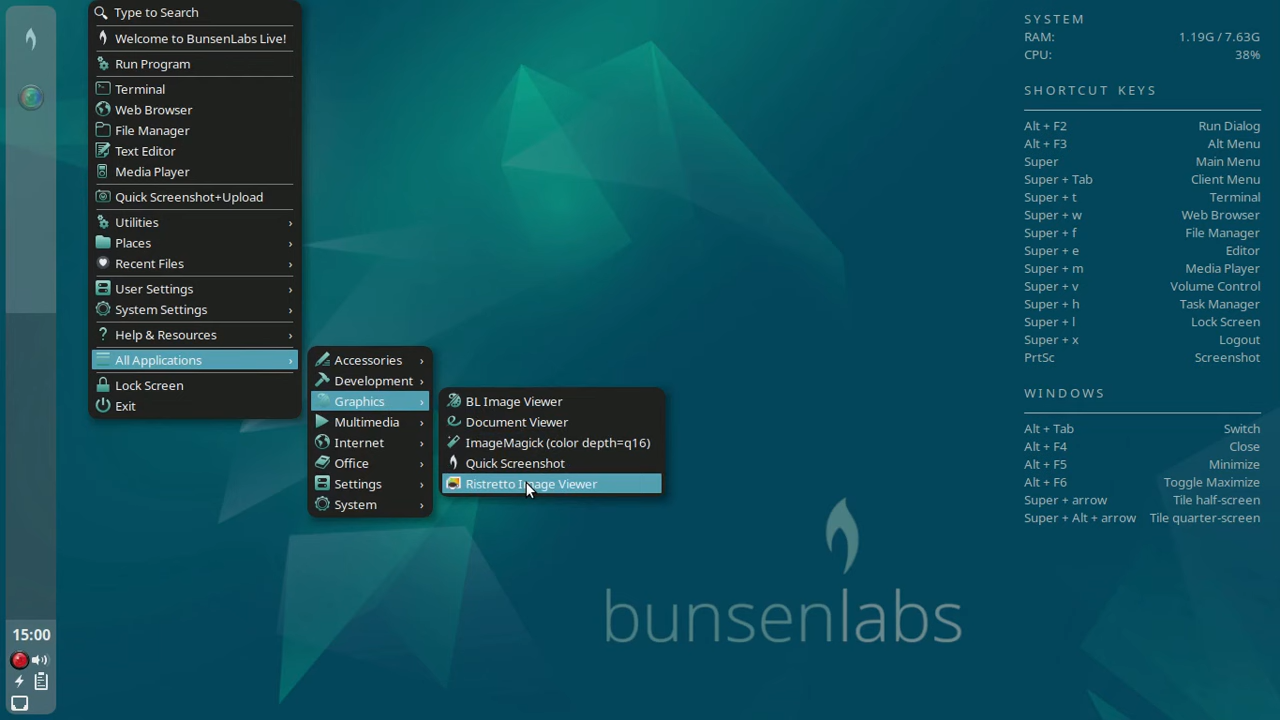 Type to Search
Welcome to BunsenLabs Live!
Run Program
Terminal
Web Browser
File Manager
Text Editor
Media Player
Quick Screenshot+Upload
Utilities
Places
Recent Files
User Settings
System Settings
Help & Resources
All Applications
Lock Screen
Exit
Accessories
Development
Graphics
Multimedia
Internet
Office
Settings
System
BL Image Viewer
Document Viewer
ImageMagick (color depth=q16)
Quick Screenshot
Ristretto Image Viewer
SYSTEM
RAM: 1.19G / 7.63G
CPU: 38%
SHORTCUT KEYS
Alt + F2 Run Dialog
Alt + F3 Alt Menu
Super Main Menu
Super + Tab Client Menu
Super + t Terminal
Super + w Web Browser
Super + f File Manager
Super + e Editor
Super + m Media Player
Super + v Volume Control
Super + h Task Manager
Super + l Lock Screen
Super + x Logout
PrtSc Screenshot
WINDOWS
Alt + Tab Switch
Alt + F4 Close
Alt + F5 Minimize
Alt + F6 Toggle Maximize
Super + arrow Tile half-screen
Super + Alt + arrow Tile quarter-screen
bunsenlabs
15:00